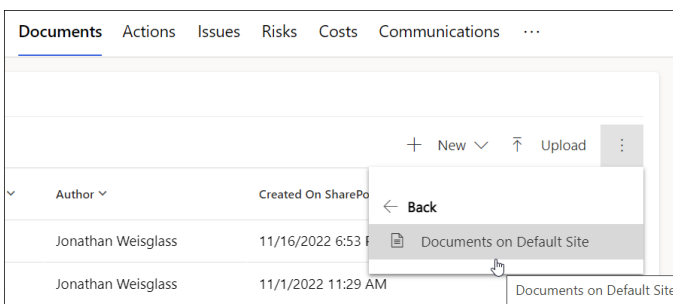 Documents Actions Issues Risks Costs Communications ...
+ New Upload
Author Created On SharePo
Back
Jonathan Weisglass 11/16/2022 6:53 Documents on Default Site
Jonathan Weisglass 11/1/2022 11:29 AM
Documents on Default Site